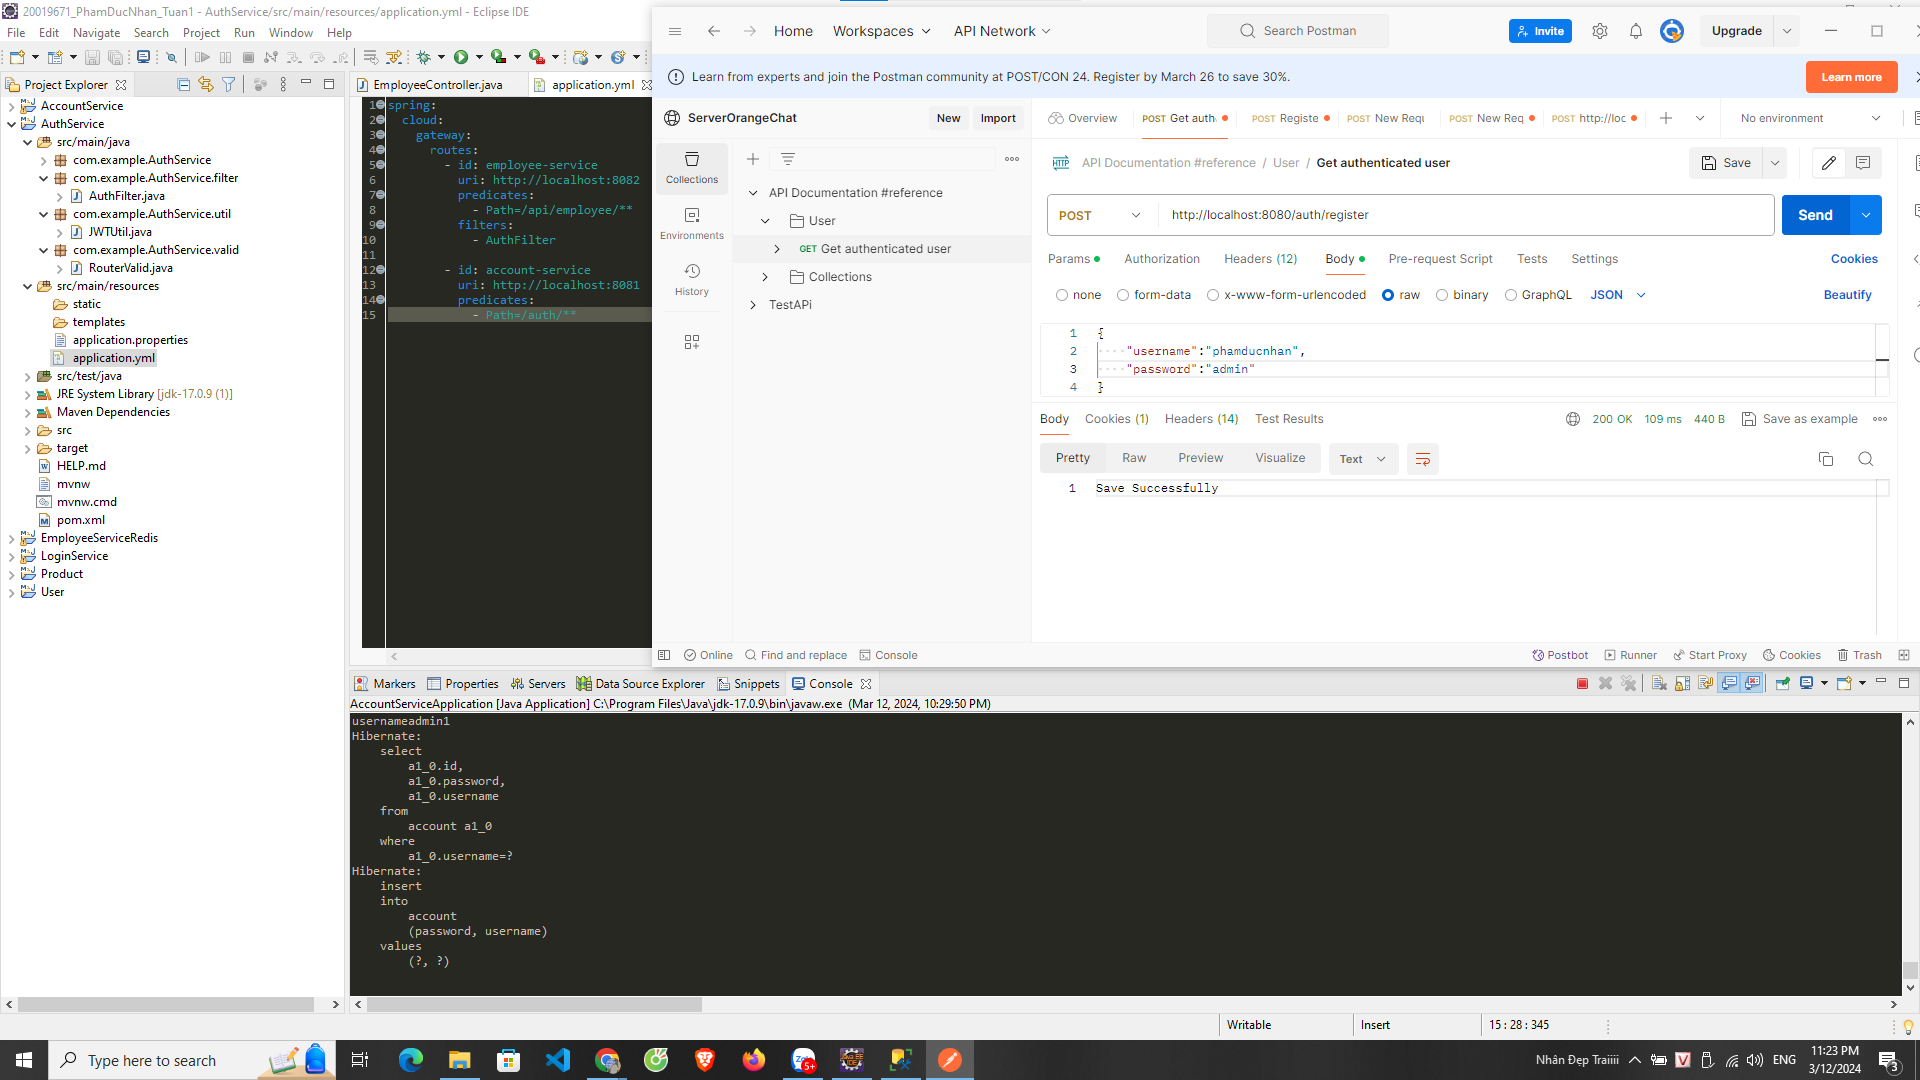 20019671_PhamDucNhan_Tuan1 - AuthService/src/main/resources/application.yml - Eclipse IDE
File Edit Navigate Search Project Run Window Help
Project Explorer
AccountService
AuthService
src/main/java
com.example.AuthService
com.example.AuthService.filter
AuthFilter.java
com.example.AuthService.util
JWTUtil.java
com.example.AuthService.valid
RouterValid.java
src/main/resources
static
templates
application.properties
application.yml
src/test/java
JRE System Library [jdk-17.0.9 (1)]
Maven Dependencies
src
target
HELP.md
mvnw
mvnw.cmd
pom.xml
EmployeeServiceRedis
LoginService
Product
User
EmployeeController.java application.yml
1 spring:
2 cloud:
3 gateway:
4 routes:
5 - id: employee-service
6 uri: http://localhost:8082
7 predicates:
8 - Path=/api/employee/**
9 filters:
10 - AuthFilter
11
12 - id: account-service
13 uri: http://localhost:8081
14 predicates:
15 - Path=/auth/**
Home Workspaces API Network Search Postman Invite Upgrade
Learn from experts and join the Postman community at POST/CON 24. Register by March 26 to save 30%. Learn more
ServerOrangeChat New Import
Overview POST Get auth POST Registe POST New Requ POST New Req POST http://loc No environment
Collections
Environments
History
API Documentation #reference
User
GET Get authenticated user
Collections
TestAPi
HTTP API Documentation #reference / User / Get authenticated user Save
POST http://localhost:8080/auth/register Send
Params Authorization Headers (12) Body Pre-request Script Tests Settings Cookies
none form-data x-www-form-urlencoded raw binary GraphQL JSON Beautify
1 {
2 "username":"phamducnhan",
3 "password":"admin"
4 }
Body Cookies (1) Headers (14) Test Results 200 OK 109 ms 440 B Save as example
Pretty Raw Preview Visualize Text
1 Save Successfully
Online Find and replace Console Postbot Runner Start Proxy Cookies Trash
Markers Properties Servers Data Source Explorer Snippets Console
AccountServiceApplication [Java Application] C:\Program Files\Java\jdk-17.0.9\bin\javaw.exe (Mar 12, 2024, 10:29:50 PM)
usernameadmin1
Hibernate:
select
a1_0.id,
a1_0.password,
a1_0.username
from
account a1_0
where
a1_0.username=?
Hibernate:
insert
into
account
(password, username)
values
(?, ?)
Writable Insert 15 : 28 : 345
Type here to search
Nhân Đẹp Traiiii ENG 11:23 PM
3/12/2024
3